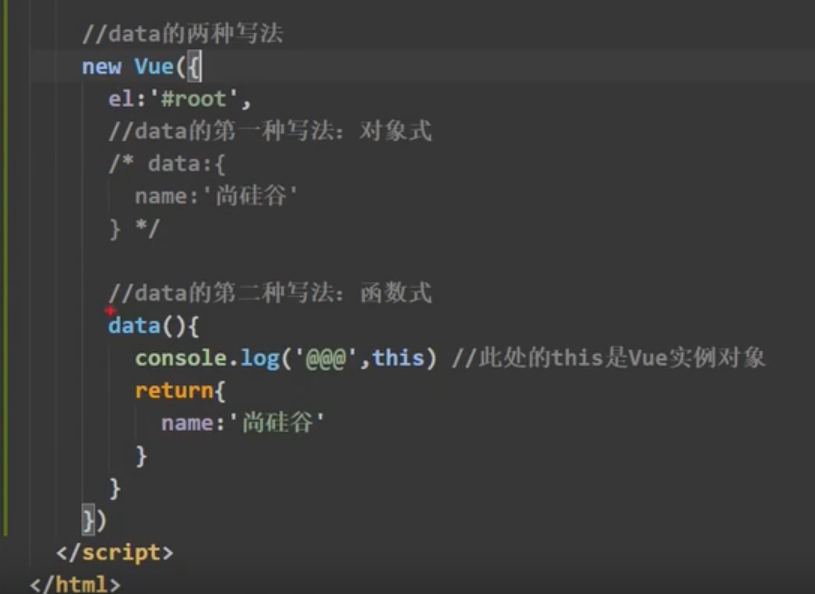 //data的两种写法
new Vue({
el:'#root',
//data的第一种写法：对象式
/* data:{
name:'尚硅谷'
} */
//data的第二种写法：函数式
data(){
console.log('@@@',this) //此处的this是Vue实例对象
return{
name:'尚硅谷'
}
}
})
</script>
</html>